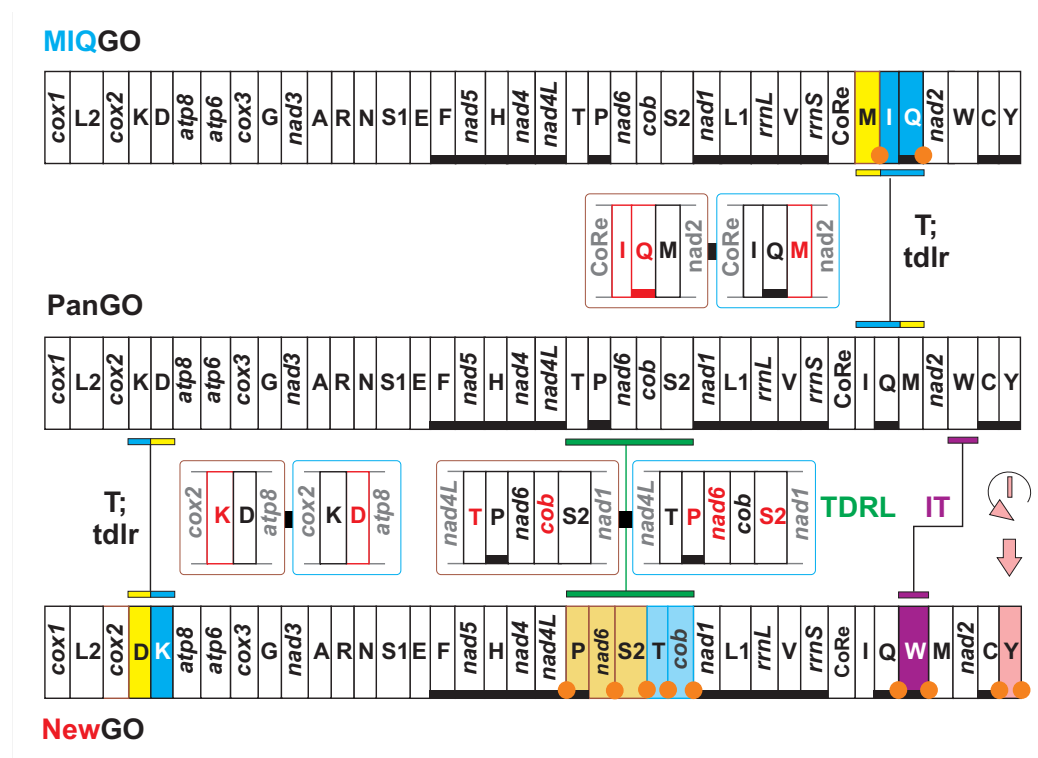 MIQGO
cox1 L2 cox2 K D atp8 atp6 cox3 G nad3 A R N S1 E F nad5 H nad4 nad4L T P nad6 cob S2 nad1 L1 rrnL V rrnS CoRe M I Q nad2 W C Y
CoRe I Q M nad2 CoRe I Q M nad2
T;
tdlr
PanGO
cox1 L2 cox2 K D atp8 atp6 cox3 G nad3 A R N S1 E F nad5 H nad4 nad4L T P nad6 cob S2 nad1 L1 rrnL V rrnS CoRe I Q M nad2 W C Y
T;
tdlr
cox2 K D atp8 cox2 K D atp8
nad4L T P nad6 cob S2 nad1 nad4L T P nad6 cob S2 nad1
TDRL IT
cox1 L2 cox2 D K atp8 atp6 cox3 G nad3 A R N S1 E F nad5 H nad4 nad4L P nad6 S2 T cob nad1 L1 rrnL V rrnS CoRe I Q W M nad2 C Y
NewGO